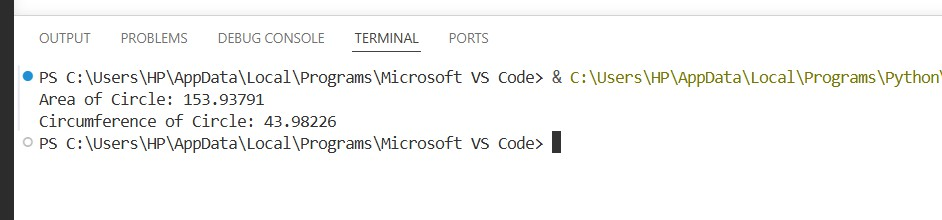 OUTPUT PROBLEMS DEBUG CONSOLE TERMINAL PORTS
PS C:\Users\HP\AppData\Local\Programs\Microsoft VS Code> & C:\Users\HP\AppData\Local\Programs\Python\
Area of Circle: 153.93791
Circumference of Circle: 43.98226
PS C:\Users\HP\AppData\Local\Programs\Microsoft VS Code>